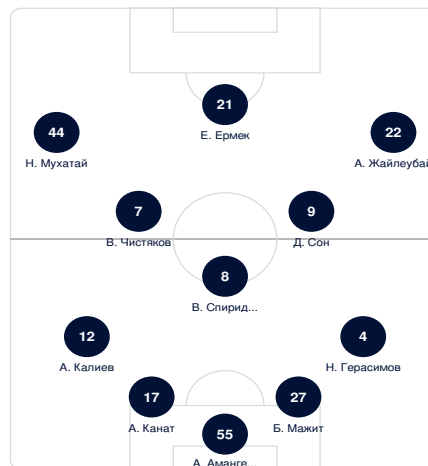 21
Е. Ермек
44
Н. Мухатай
22
А. Жайлеубай
7
В. Чистяков
9
Д. Сон
8
В. Спирид...
12
А. Калиев
4
Н. Герасимов
17
А. Канат
27
Б. Мажит
55
А. Аманге...